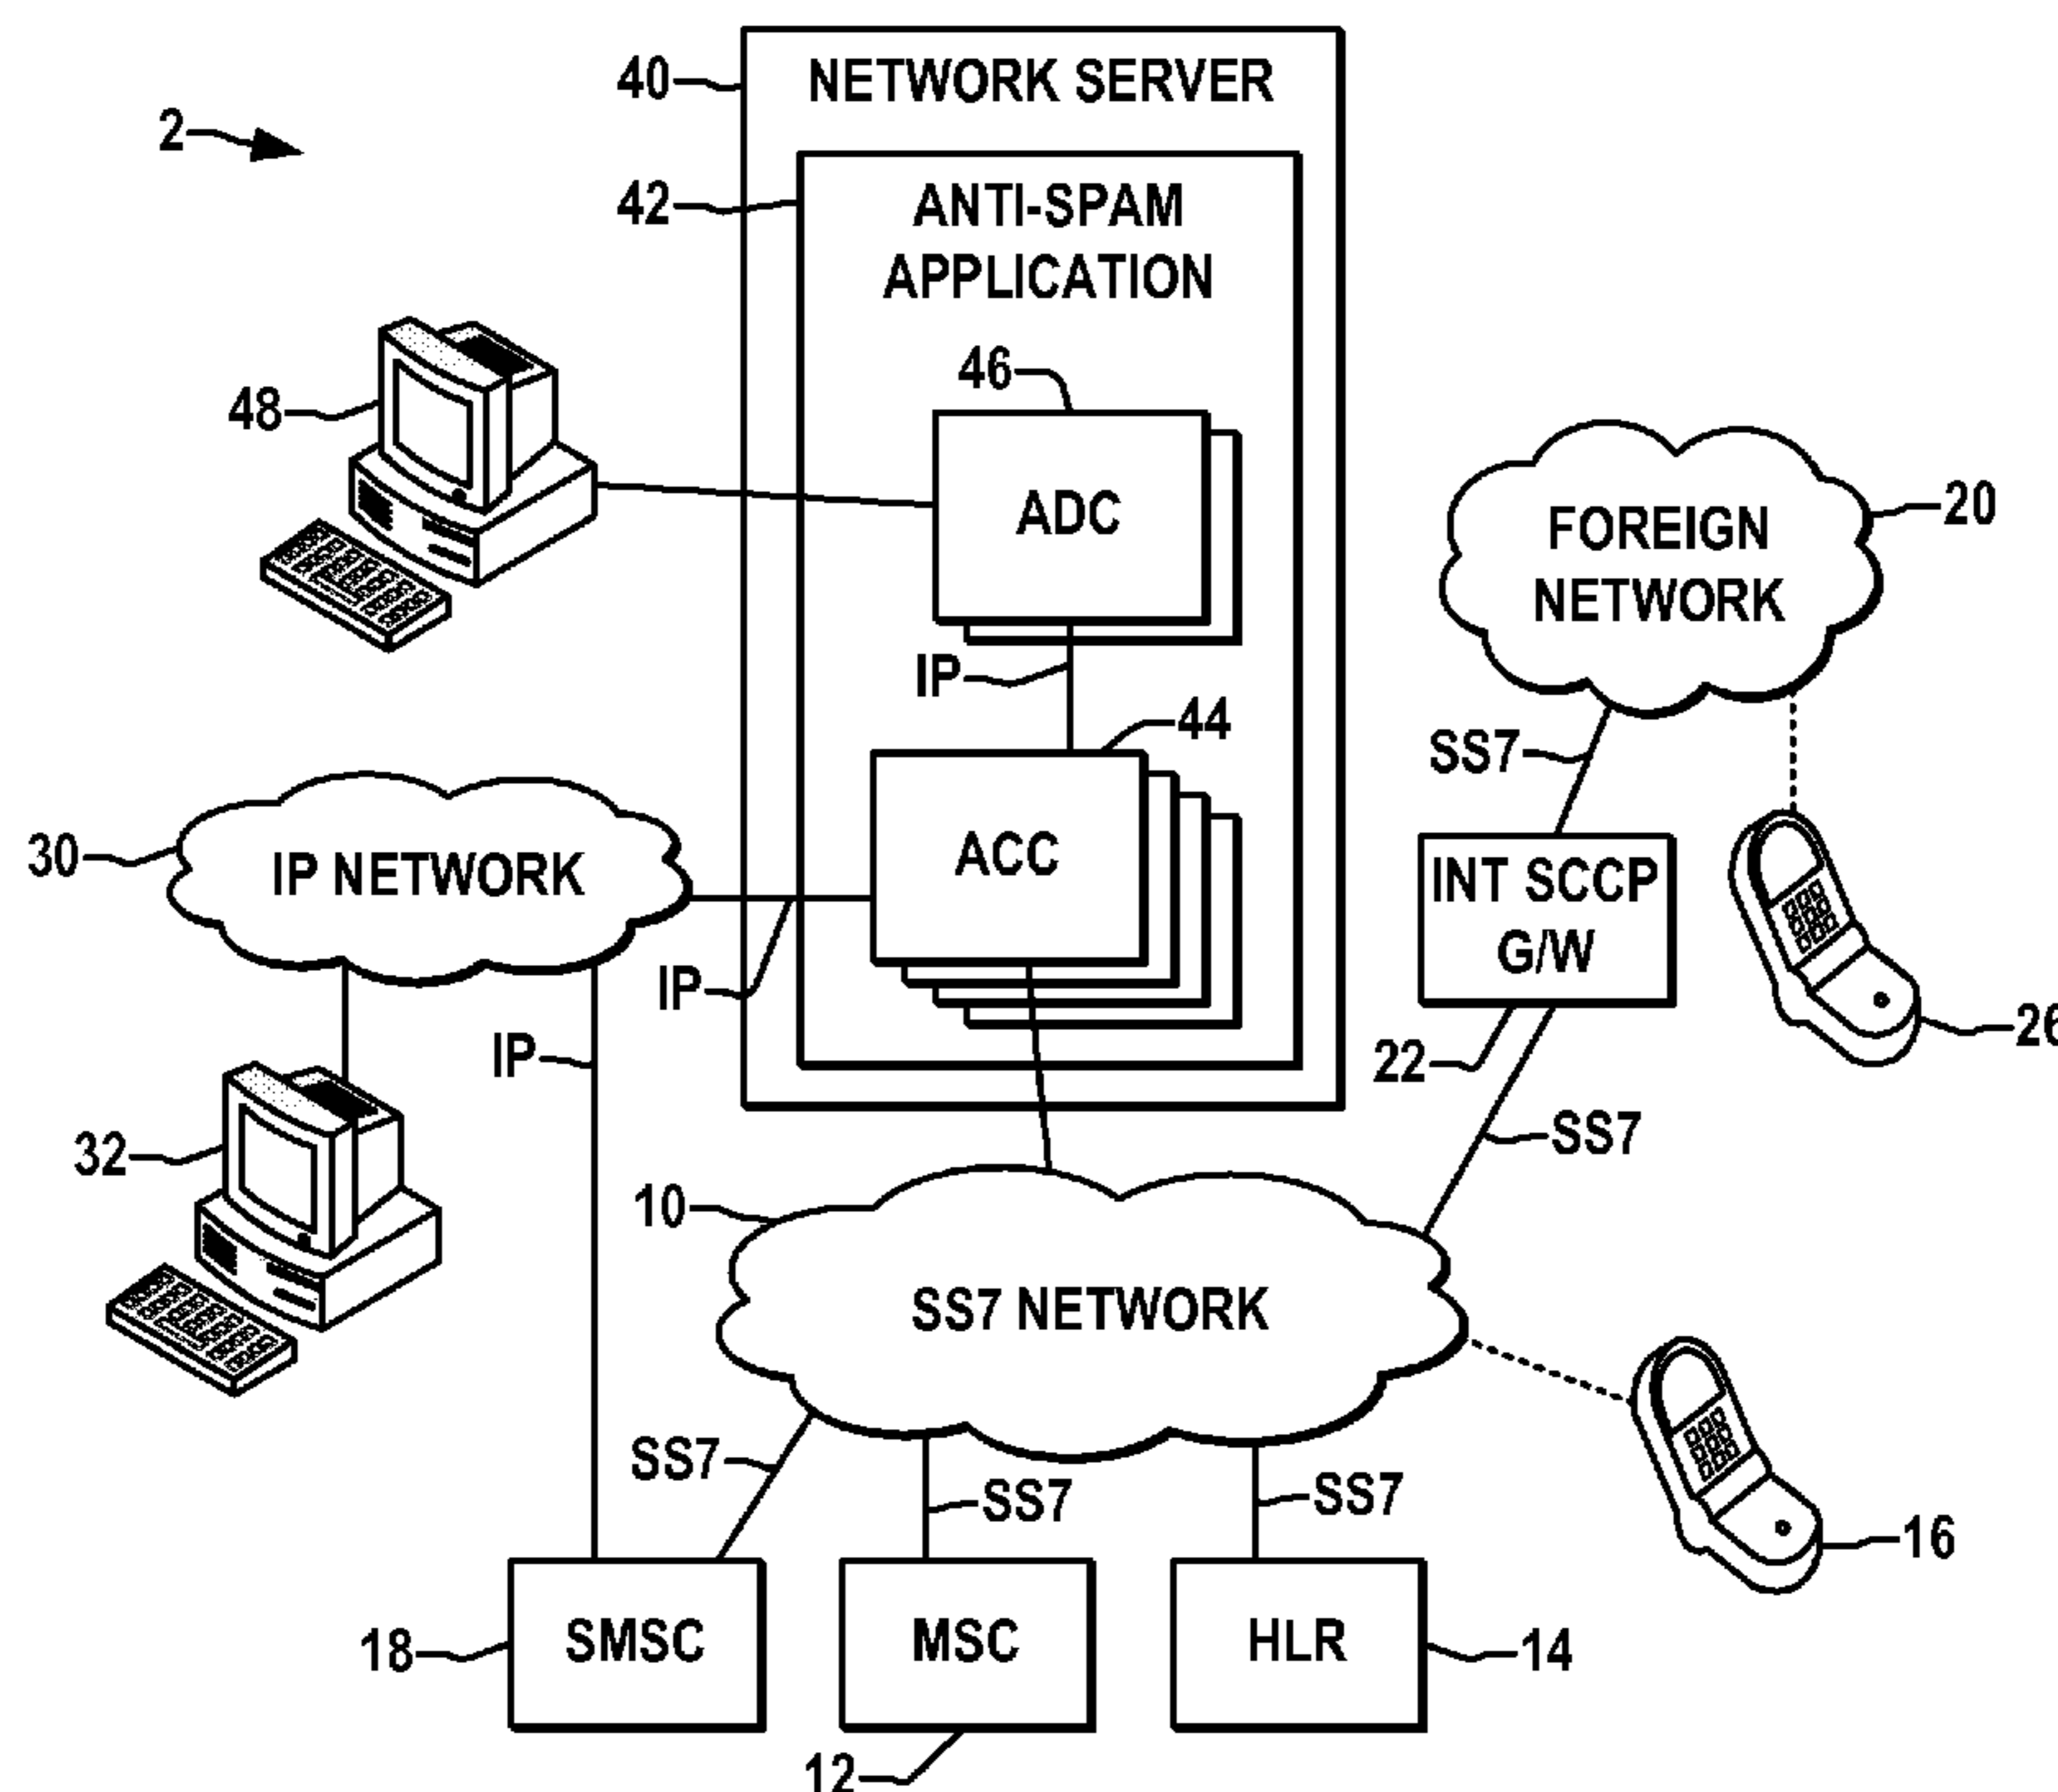 40
NETWORK SERVER
2
42
ANTI-SPAM
APPLICATION
46
48
ADC
20
FOREIGN
NETWORK
IP
44
SS7
30
IP NETWORK
ACC
INT SCCP
G/W
IP
IP
22
26
SS7
32
10
SS7 NETWORK
SS7
SS7
SS7
16
18
SMSC
MSC
HLR
14
12